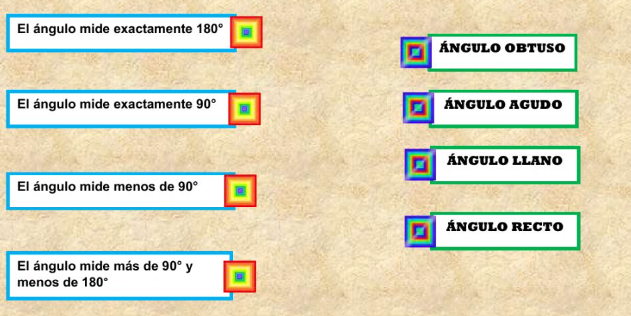 El ángulo mide exactamente 180°
El ángulo mide exactamente 90°
El ángulo mide menos de 90°
El ángulo mide más de 90° y
menos de 180°
ÁNGULO OBTUSO
ÁNGULO AGUDO
ÁNGULO LLANO
ÁNGULO RECTO